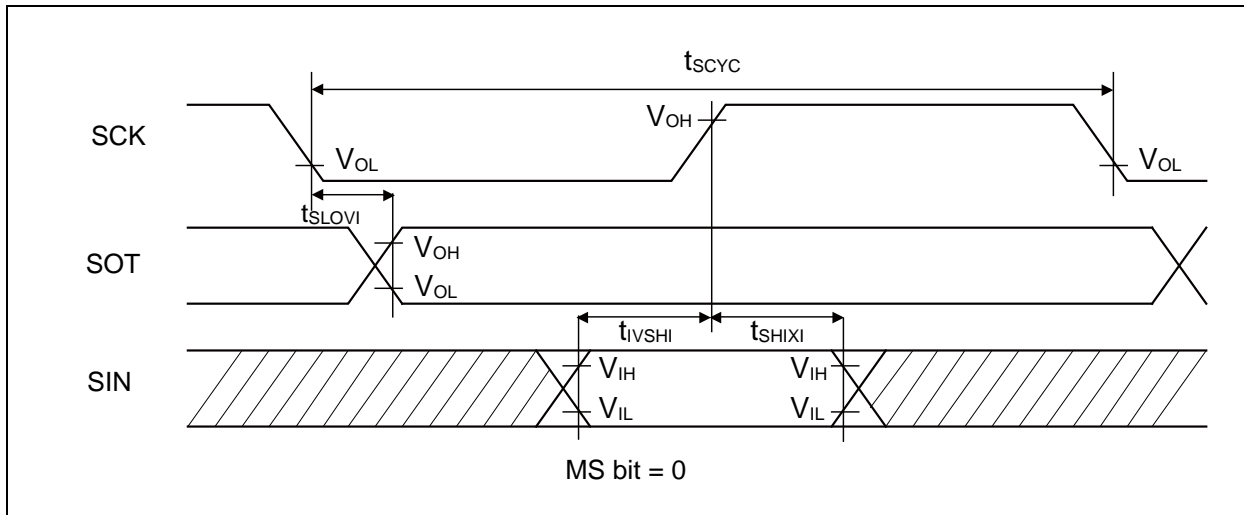 tSCYC
SCK
VOH
VOL
VOL
tSLOVI
SOT
VOH
VOL
tIVSHI
tSHIXI
SIN
VIH
VIH
VIL
VIL
MS bit = 0